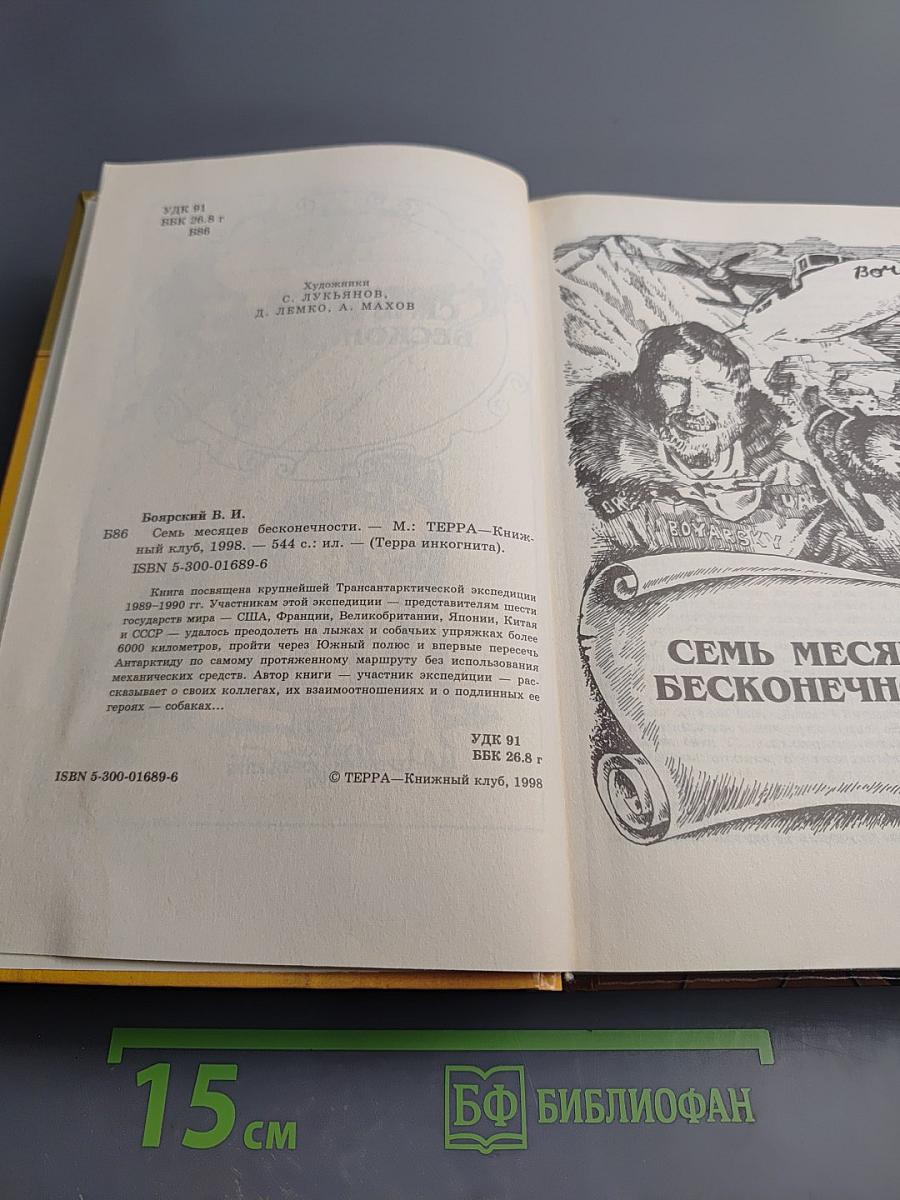 УДК 91
ББК 26.8 г
Б86
Художники
С. ЛУКЬЯНОВ,
Д. ЛЕМКО, А. МАХОВ
Боярский В. И.
Б86 Семь месяцев бесконечности. — М.: ТЕРРА—Книж-
ный клуб, 1998. — 544 с.: ил. — (Терра инкогнита).
ISBN 5-300-01689-6
Книга посвящена крупнейшей Трансантарктической экспедиции
1989–1990 гг. Участникам этой экспедиции — представителям шести
государств мира — США, Франции, Великобритании, Японии, Китая
и СССР — удалось преодолеть на лыжах и собачьих упряжках более
6000 километров, пройти через Южный полюс и впервые пересечь
Антарктиду по самому протяженному маршруту без использования
механических средств. Автор книги — участник экспедиции — рас-
сказывает о своих коллегах, их взаимоотношениях и о подлинных ее
героях — собаках...
УДК 91
ББК 26.8 г
ISBN 5-300-01689-6
© ТЕРРА—Книжный клуб, 1998
BOYARSKY
СЕМЬ МЕСЯ
БЕСКОНЕЧН
15 см
БФ БИБЛИОФАН